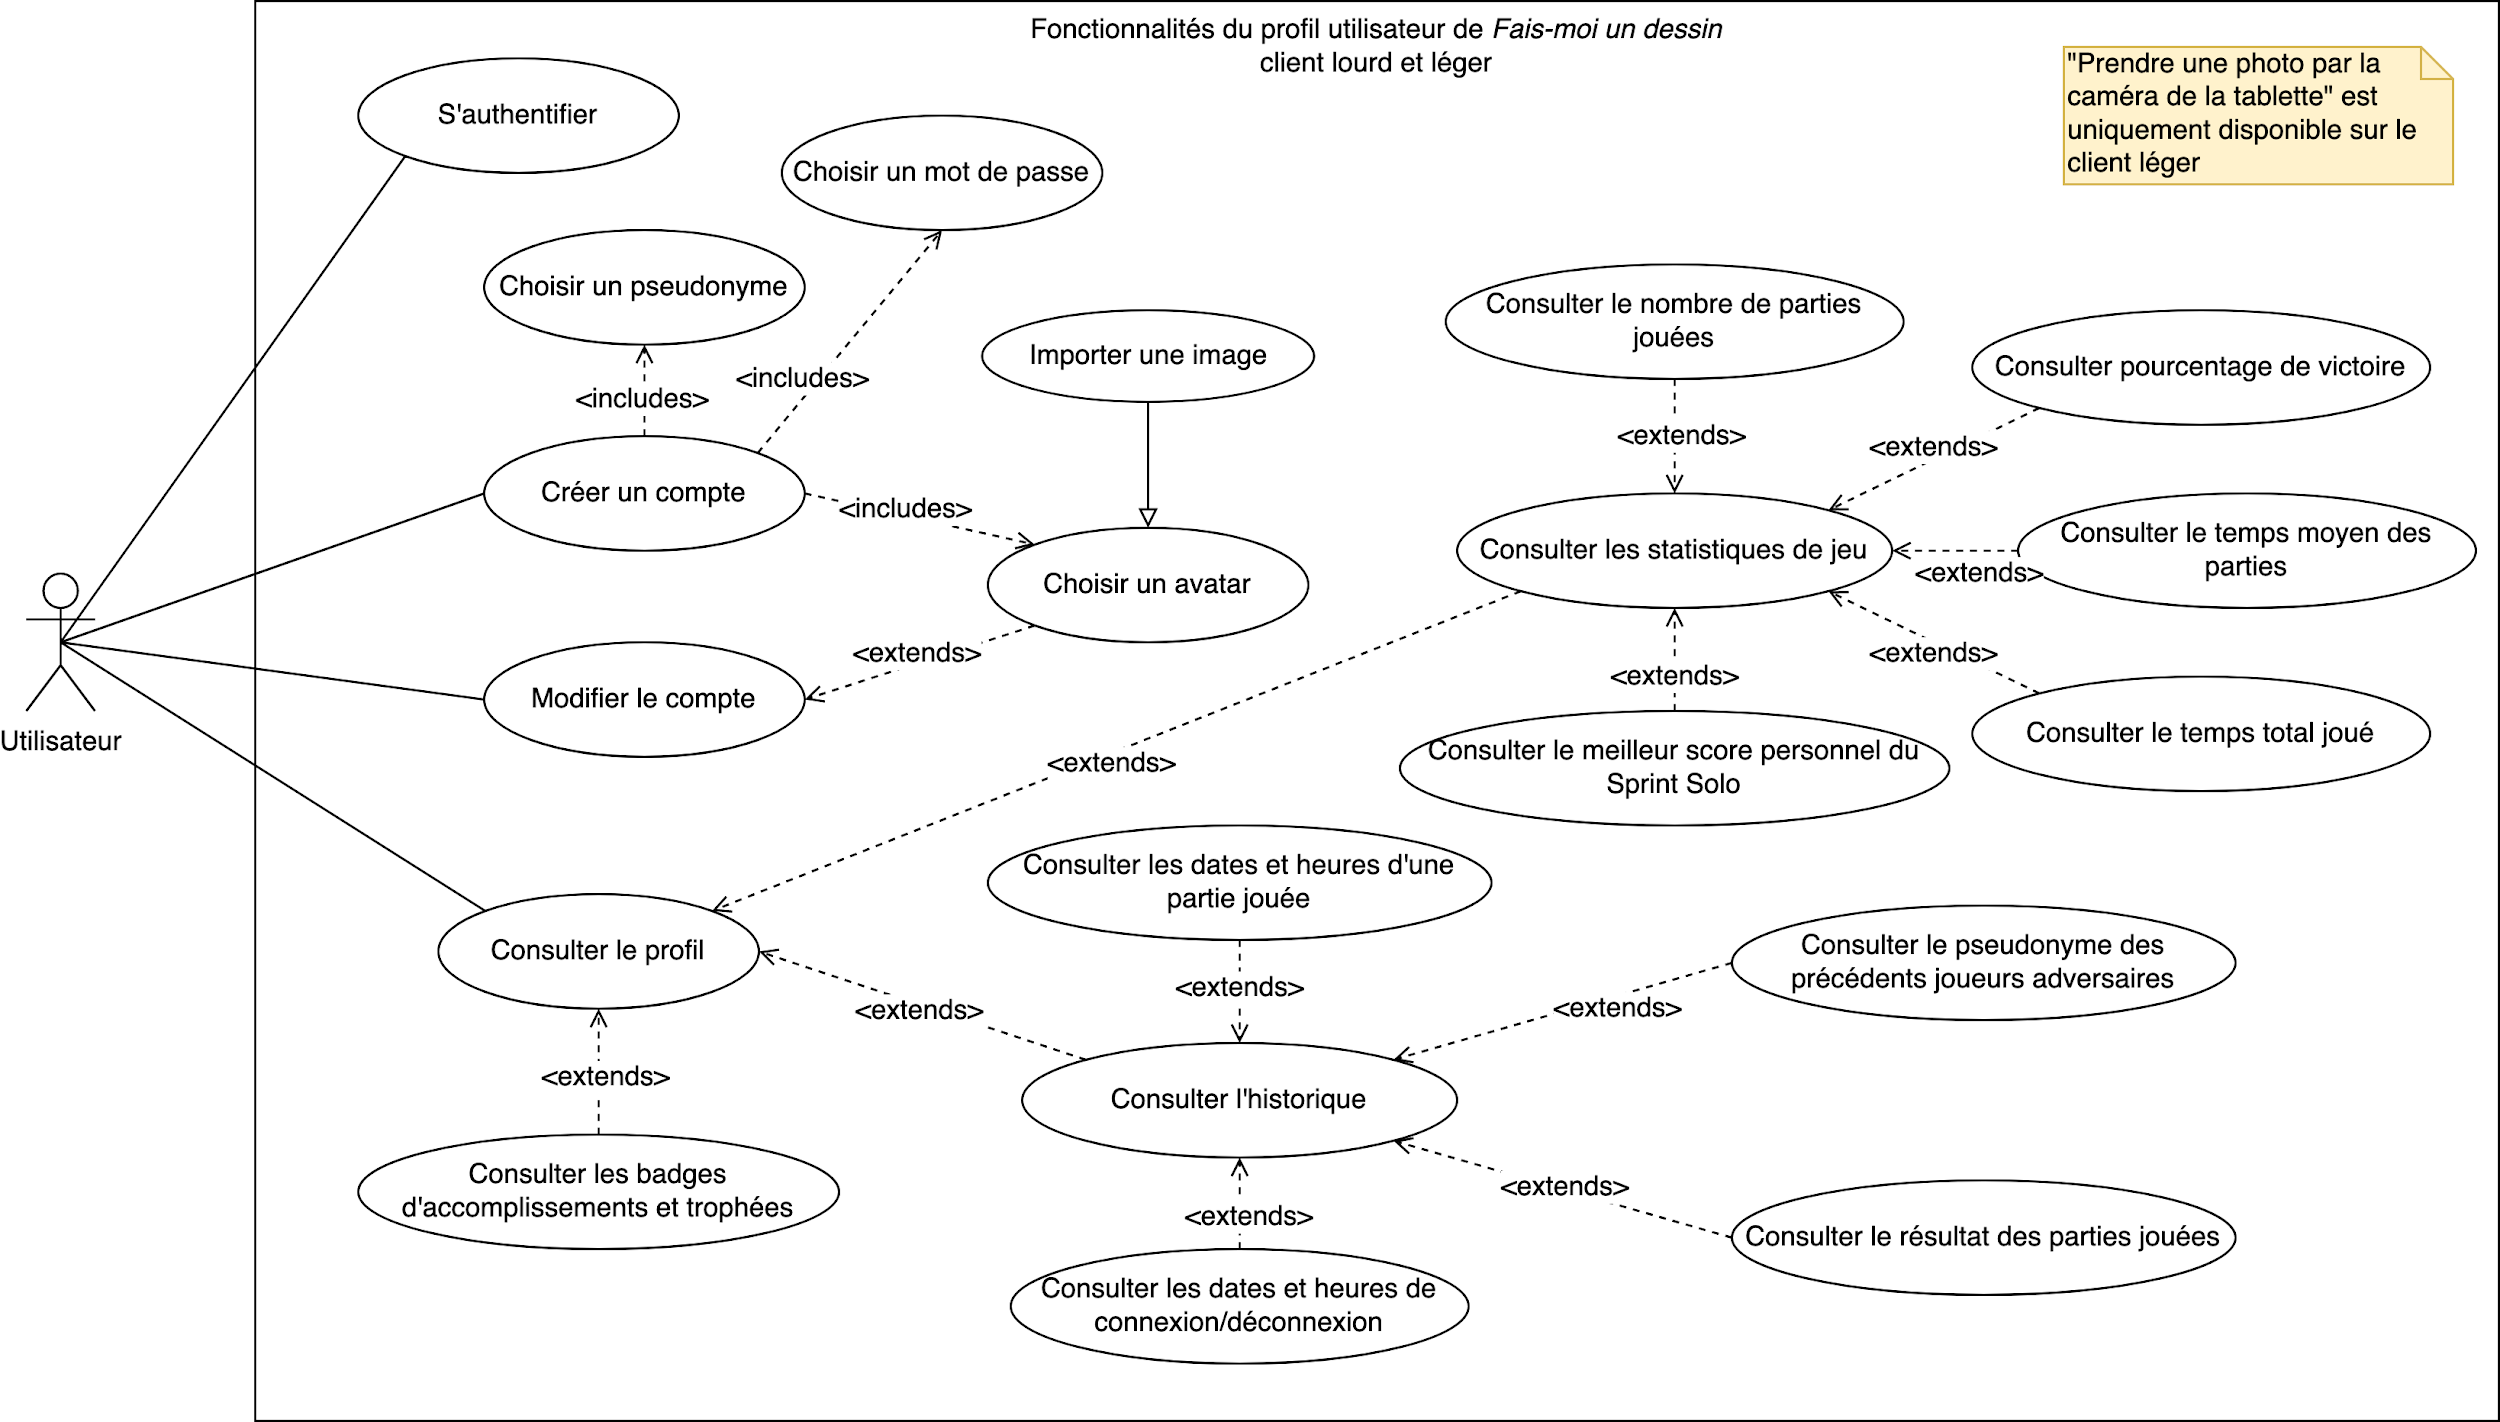 Fonctionnalités du profil utilisateur de Fais-moi un dessin
client lourd et léger
"Prendre une photo par la
caméra de la tablette" est
uniquement disponible sur le
client léger
S'authentifier
Choisir un mot de passe
Choisir un pseudonyme
Consulter le nombre de parties
jouées
Importer une image
Consulter pourcentage de victoire
<includes>
<includes>
<extends>
<extends>
Créer un compte
<includes>
Consulter les statistiques de jeu
Consulter le temps moyen des
parties
<extends>
Choisir un avatar
<extends>
<extends>
<extends>
Modifier le compte
Utilisateur
<extends>
Consulter le meilleur score personnel du
Sprint Solo
Consulter le temps total joué
Consulter les dates et heures d'une
partie jouée
Consulter le profil
Consulter le pseudonyme des
précédents joueurs adversaires
<extends>
<extends>
<extends>
<extends>
Consulter l'historique
Consulter les badges
d'accomplissements et trophées
<extends>
<extends>
Consulter le résultat des parties jouées
Consulter les dates et heures de
connexion/déconnexion